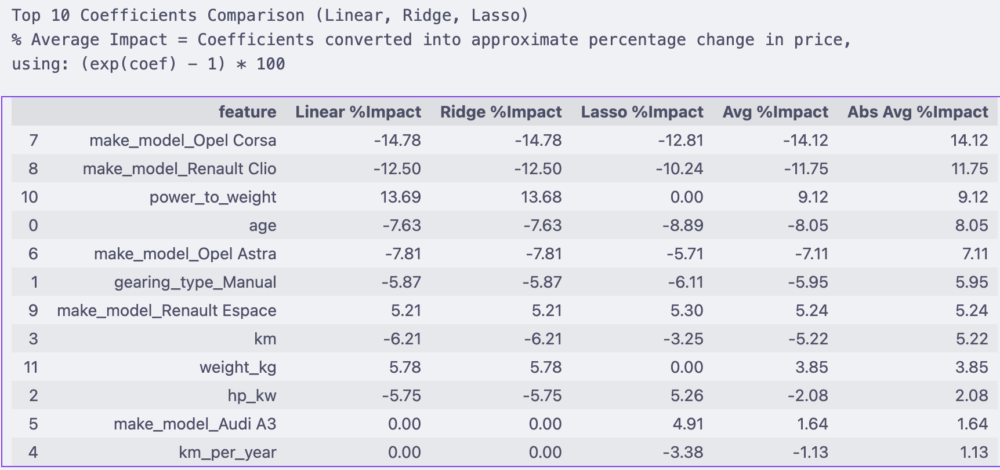 Top 10 Coefficients Comparison (Linear, Ridge, Lasso)
% Average Impact = Coefficients converted into approximate percentage change in price,
using: (exp(coef) - 1) * 100
feature Linear %Impact Ridge %Impact Lasso %Impact Avg %Impact Abs Avg %Impact
7 make_model_Opel Corsa -14.78 -14.78 -12.81 -14.12 14.12
8 make_model_Renault Clio -12.50 -12.50 -10.24 -11.75 11.75
10 power_to_weight 13.69 13.68 0.00 9.12 9.12
0 age -7.63 -7.63 -8.89 -8.05 8.05
6 make_model_Opel Astra -7.81 -7.81 -5.71 -7.11 7.11
1 gearing_type_Manual -5.87 -5.87 -6.11 -5.95 5.95
9 make_model_Renault Espace 5.21 5.21 5.30 5.24 5.24
3 km -6.21 -6.21 -3.25 -5.22 5.22
11 weight_kg 5.78 5.78 0.00 3.85 3.85
2 hp_kw -5.75 -5.75 5.26 -2.08 2.08
5 make_model_Audi A3 0.00 0.00 4.91 1.64 1.64
4 km_per_year 0.00 0.00 -3.38 -1.13 1.13